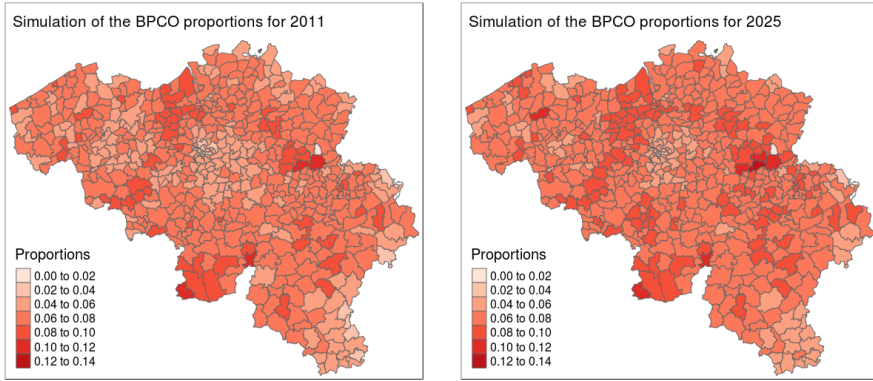 Simulation of the BPCO proportions for 2011
Proportions
0.00 to 0.02
0.02 to 0.04
0.04 to 0.06
0.06 to 0.08
0.08 to 0.10
0.10 to 0.12
0.12 to 0.14
Simulation of the BPCO proportions for 2025
Proportions
0.00 to 0.02
0.02 to 0.04
0.04 to 0.06
0.06 to 0.08
0.08 to 0.10
0.10 to 0.12
0.12 to 0.14